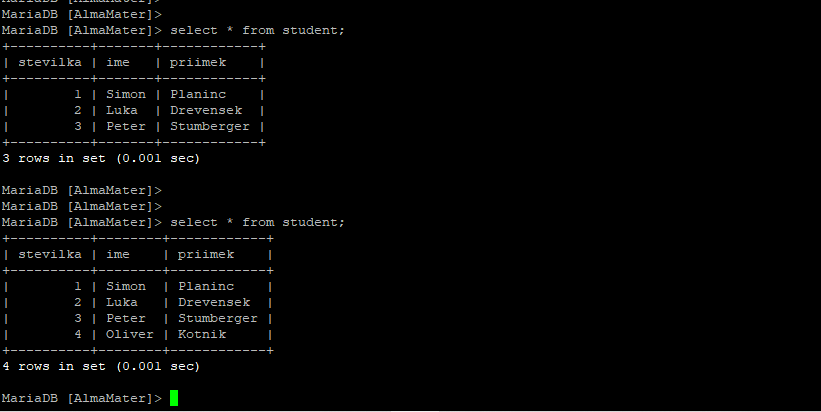 MariaDB [AlmaMater]>
MariaDB [AlmaMater]>
MariaDB [AlmaMater]> select * from student;
+----------+-------+------------+
| stevilka | ime   | priimek    |
+----------+-------+------------+
|        1 | Simon | Planinc    |
|        2 | Luka  | Drevensek  |
|        3 | Peter | Stumberger |
+----------+-------+------------+
3 rows in set (0.001 sec)
MariaDB [AlmaMater]>
MariaDB [AlmaMater]>
MariaDB [AlmaMater]> select * from student;
+----------+--------+------------+
| stevilka | ime    | priimek    |
+----------+--------+------------+
|        1 | Simon  | Planinc    |
|        2 | Luka   | Drevensek  |
|        3 | Peter  | Stumberger |
|        4 | Oliver | Kotnik     |
+----------+--------+------------+
4 rows in set (0.001 sec)
MariaDB [AlmaMater]>